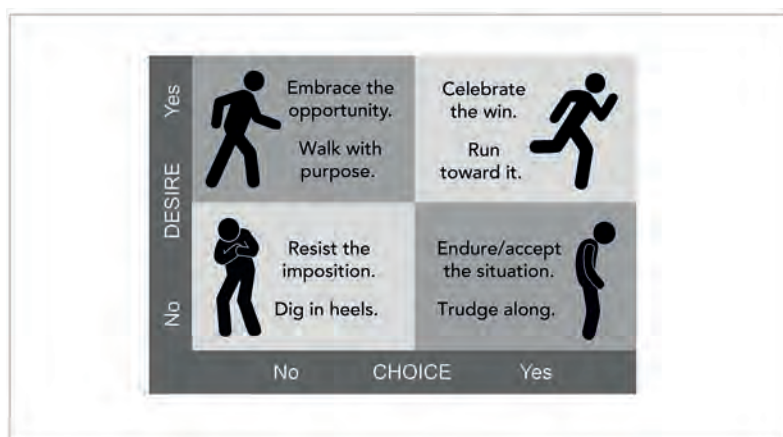 DESIRE
Yes
No
Embrace the
opportunity.
Walk with
purpose.
Celebrate
the win.
Run
toward it.
Resist the
imposition.
Dig in heels.
Endure/accept
the situation.
Trudge along.
No
CHOICE
Yes